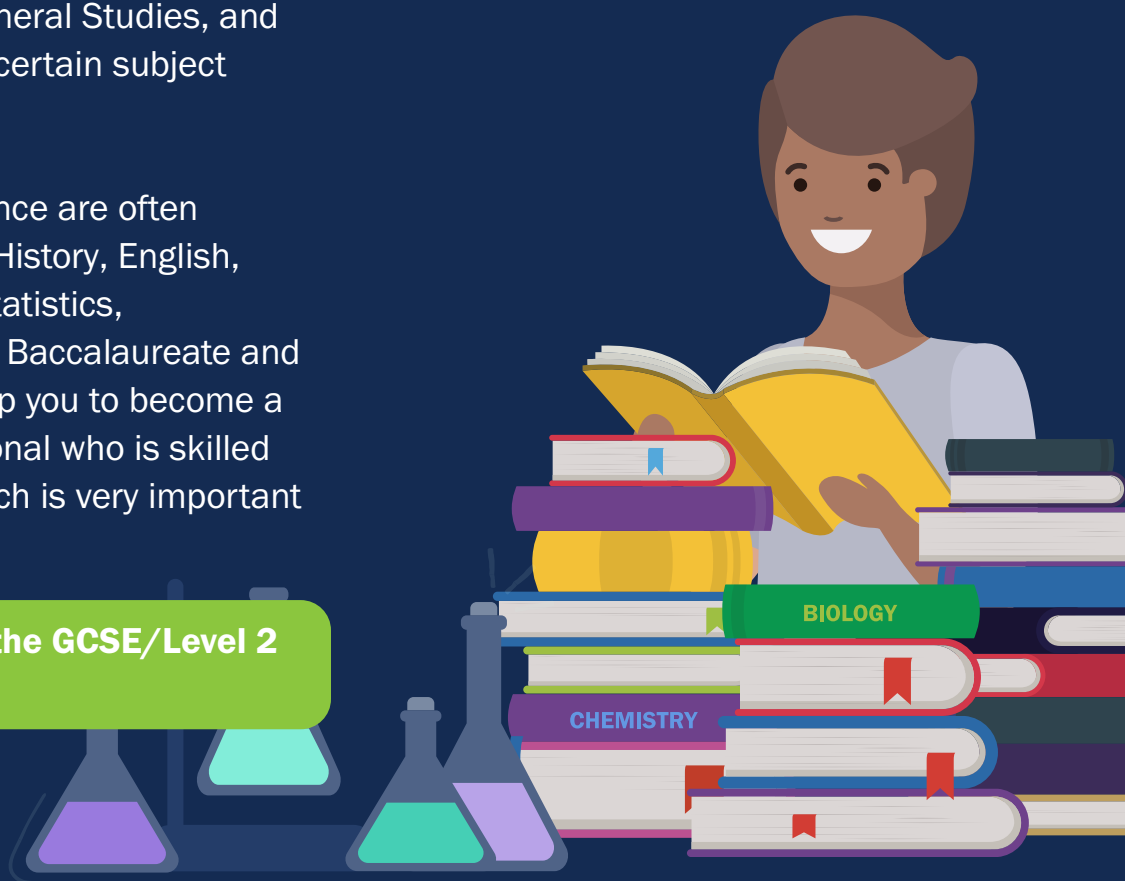 neral Studies, and
certain subject
nce are often
History, English,
tatistics,
Baccalaureate and
p you to become a
onal who is skilled
ch is very important
the GCSE/Level 2
BIOLOGY
CHEMISTRY